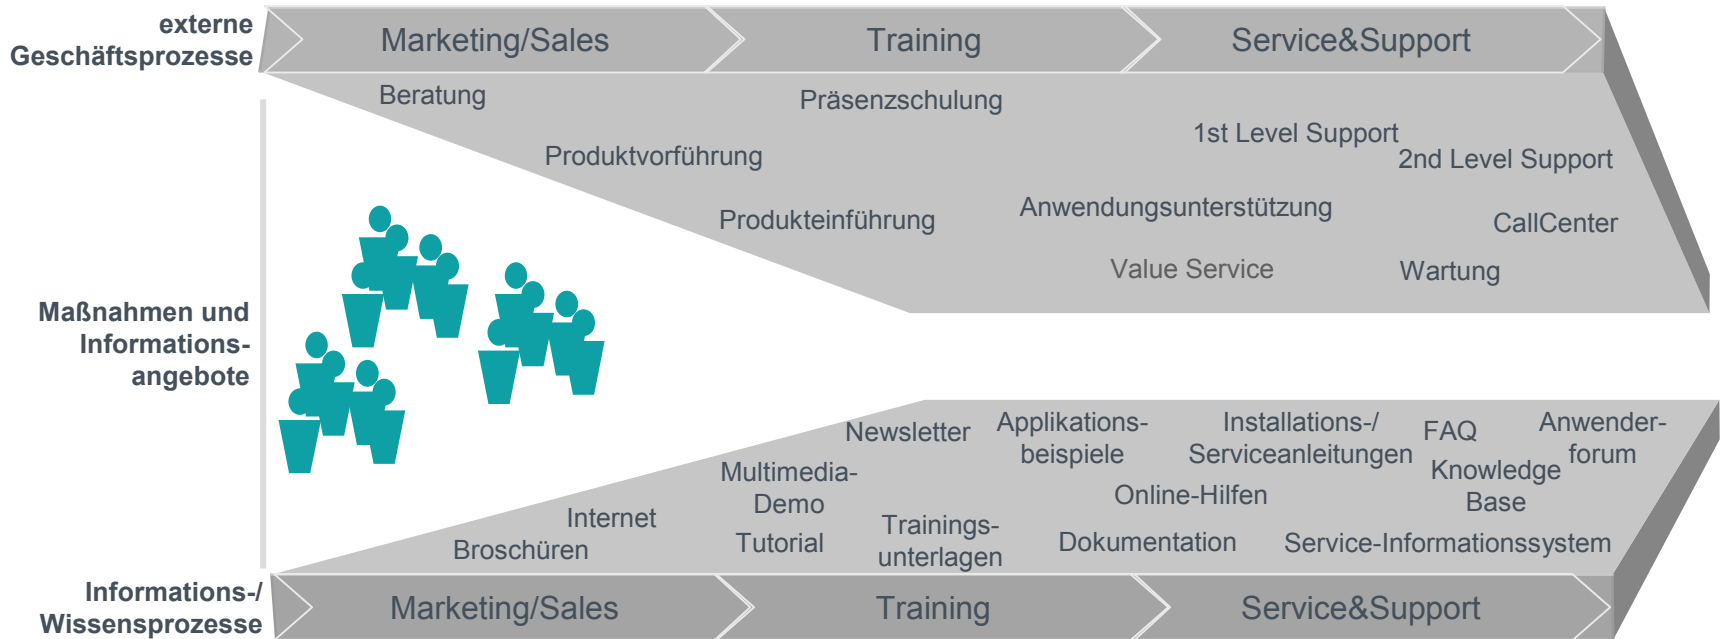 externe
Geschäftsprozesse
Marketing/Sales
Training
Service&Support
Beratung
Präsenzschulung
1st Level Support
2nd Level Support
Produktvorführung
Produkteinführung
Anwendungsunterstützung
CallCenter
Value Service
Wartung
Maßnahmen und
Informations-
angebote
Newsletter
Applikations-
beispiele
Installations-/
Serviceanleitungen
FAQ
Anwender-
forum
Multimedia-
Demo
Online-Hilfen
Knowledge
Base
Internet
Broschüren
Tutorial
Trainings-
unterlagen
Dokumentation
Service-Informationssystem
Informations-/
Wissensprozesse
Marketing/Sales
Training
Service&Support